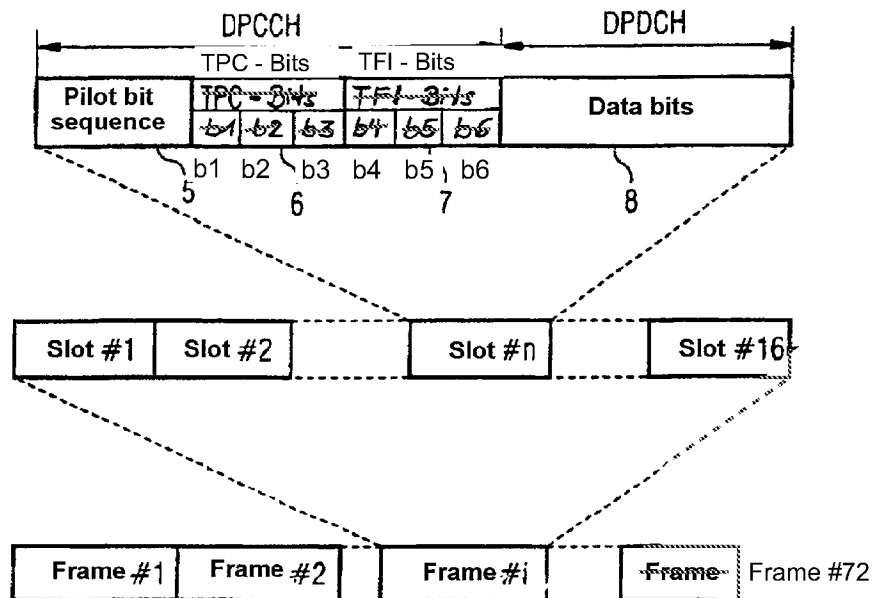 DPCCH DPDCH
TPC - Bits TFI - Bits
Pilot bit sequence TPC - Bits TFI - Bits Data bits
b1 b2 b3 b4 b5 b6
b1 b2 b3 b4 b5 b6
5 6 7 8
Slot #1 Slot #2 Slot #n Slot #16
Frame #1 Frame #2 Frame #i Frame Frame #72